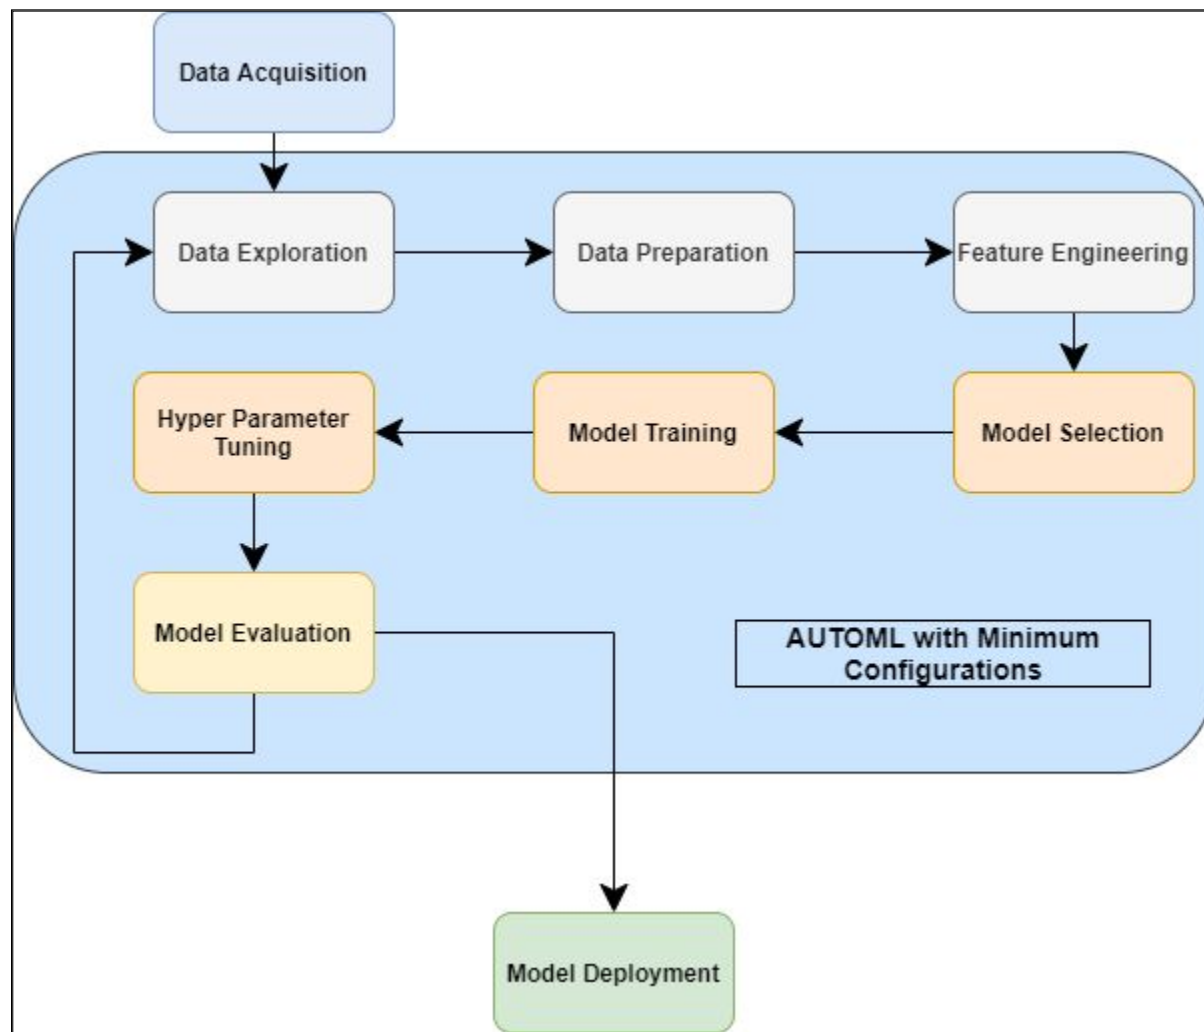 Data Acquisition
Data Exploration
Data Preparation
Feature Engineering
Hyper Parameter
Tuning
Model Training
Model Selection
Model Evaluation
AUTOML with Minimum
Configurations
Model Deployment